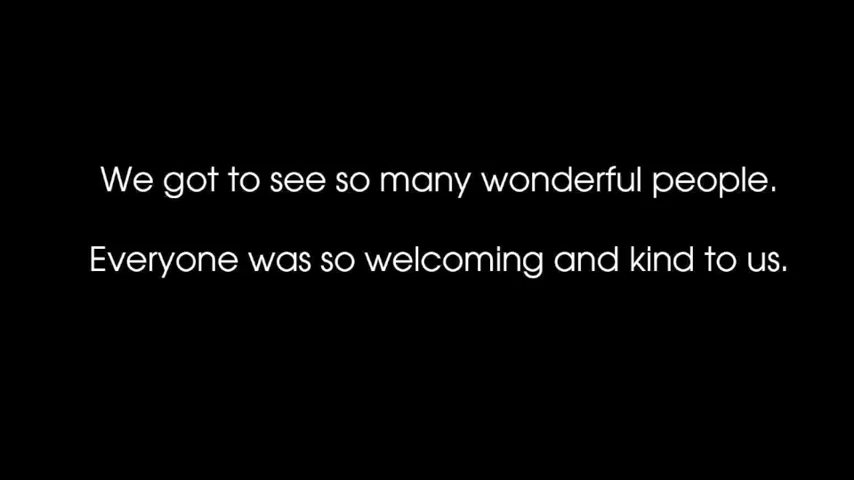 We got to see so many wonderful people.
Everyone was so welcoming and kind to us.